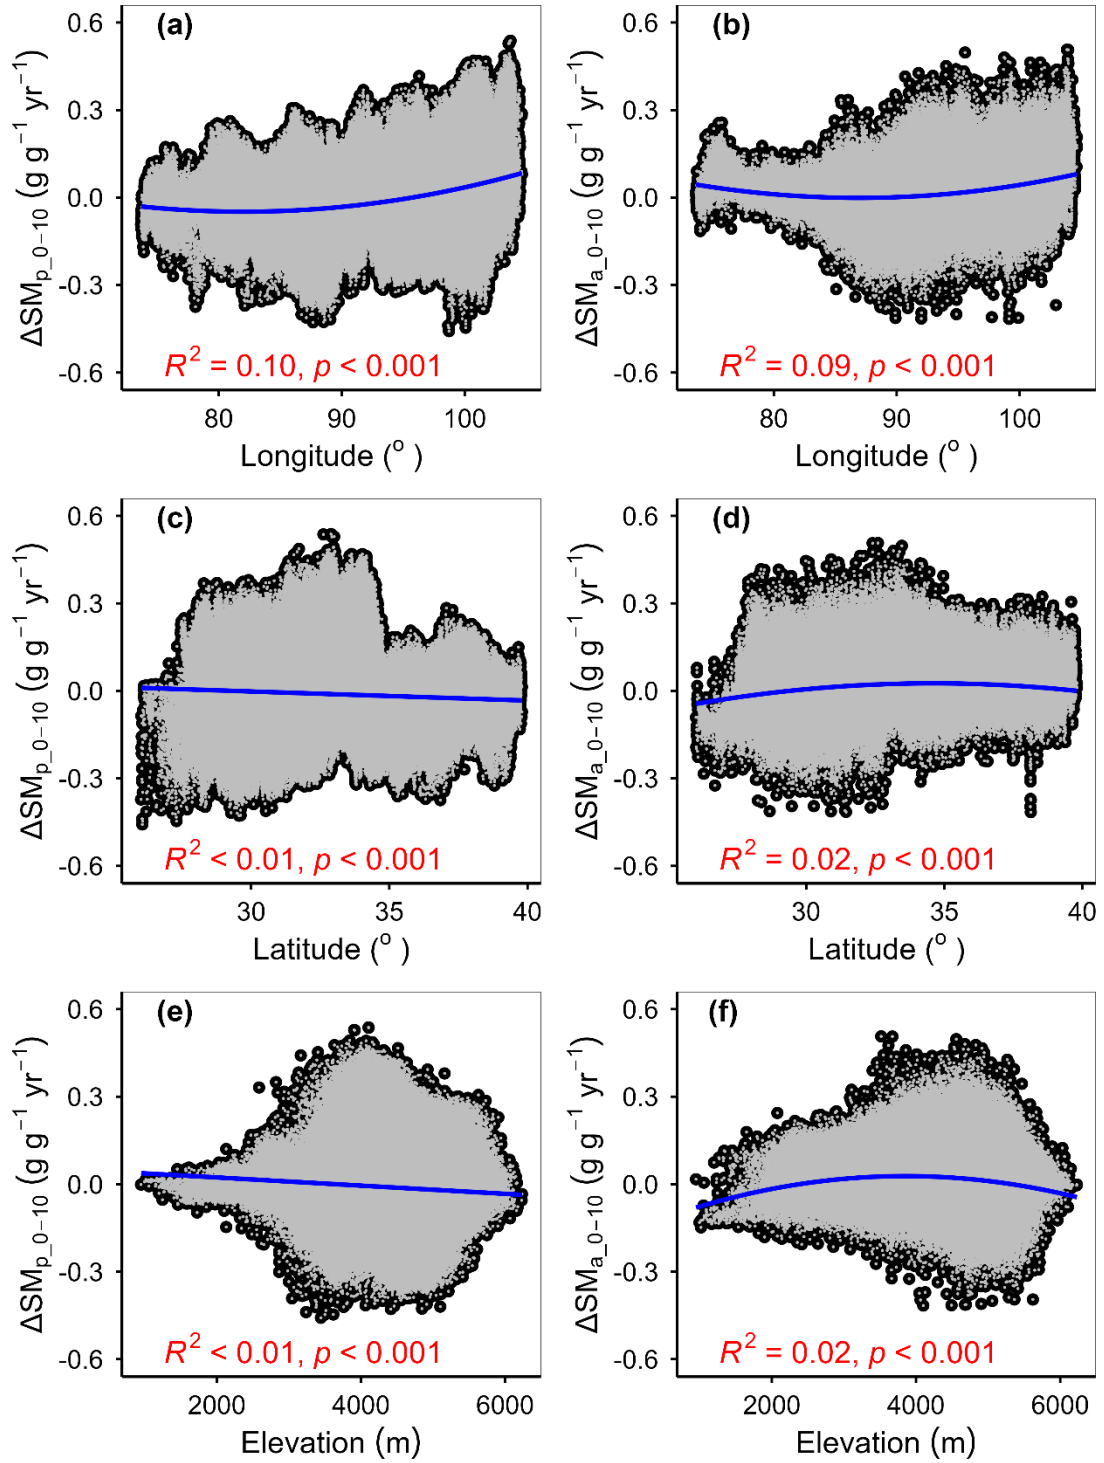 (a)
0.6
0.3
0.0
-0.3
-0.6
ΔSMp_0−10 (g g−1 yr−1)
R2 = 0.10, p < 0.001
80 90 100
Longitude (o )
(b)
0.6
0.3
0.0
-0.3
-0.6
ΔSMa_0−10 (g g−1 yr−1)
R2 = 0.09, p < 0.001
80 90 100
Longitude (o )
(c)
0.6
0.3
0.0
-0.3
-0.6
ΔSMp_0−10 (g g−1 yr−1)
R2 < 0.01, p < 0.001
30 35 40
Latitude (o )
(d)
0.6
0.3
0.0
-0.3
-0.6
ΔSMa_0−10 (g g−1 yr−1)
R2 = 0.02, p < 0.001
30 35 40
Latitude (o )
(e)
0.6
0.3
0.0
-0.3
-0.6
ΔSMp_0−10 (g g−1 yr−1)
R2 < 0.01, p < 0.001
2000 4000 6000
Elevation (m)
(f)
0.6
0.3
0.0
-0.3
-0.6
ΔSMa_0−10 (g g−1 yr−1)
R2 = 0.02, p < 0.001
2000 4000 6000
Elevation (m)